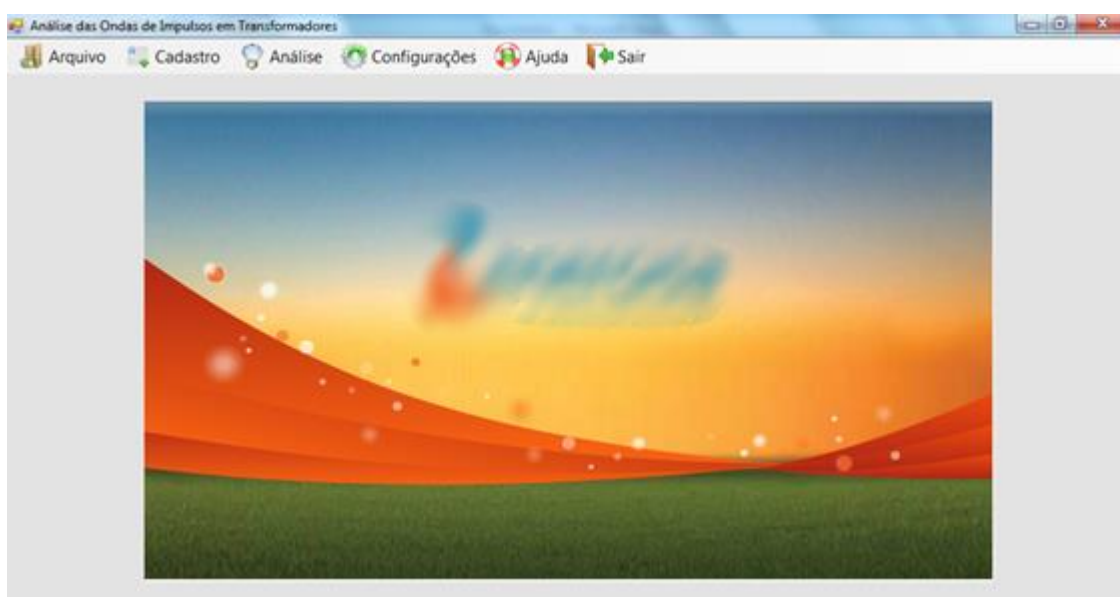 Análise das Ondas de Impulsos em Transformadores
Arquivo Cadastro Análise Configurações Ajuda Sair